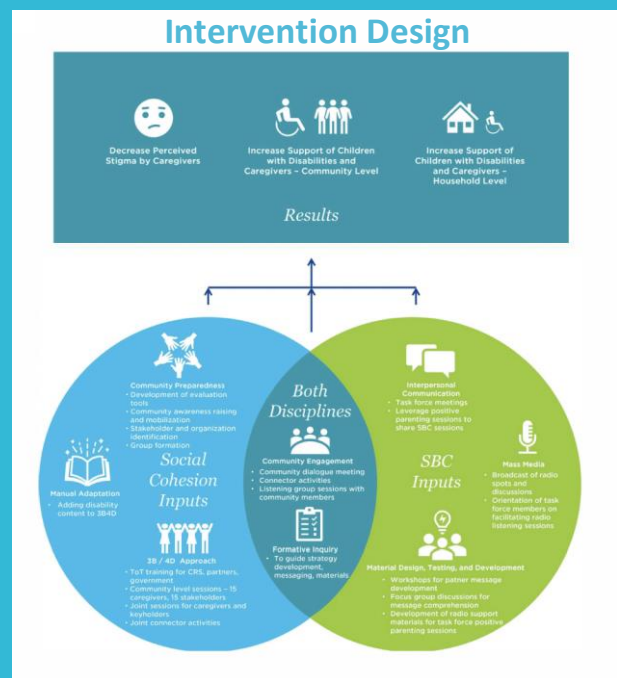 Intervention Design
Decrease Perceived
Stigma by Caregivers
Increase Support of Children
with Disabilities and
Caregivers – Community Level
Increase Support of
Children with Disabilities
and Caregivers –
Household Level
Results
Community Preparedness
• Development of evaluation
tools
• Community awareness raising
and mobilization
• Stakeholder and organization
identification
• Group formation
Social
Cohesion
Inputs
Manual Adaptation
• Adding disability
content to 3B4D
3B / 4D Approach
• ToT training for CRS, partners,
government
• Community level sessions – 15
caregivers, 15 stakeholders
• Joint sessions for caregivers and
keyholders
• Joint connector activities
Both
Disciplines
Community Engagement
• Community dialogue meeting
• Connector activities
• Listening group sessions with
community members
Formative Inquiry
• To guide strategy
development,
messaging, materials
Interpersonal
Communication
• Task force meetings
• Leverage positive
parenting sessions to
share SBC sessions
SBC
Inputs
Mass Media
• Broadcast of radio
spots and
discussions
• Orientation of task
force members on
facilitating radio
listening sessions
Material Design, Testing, and Development
• Workshops for patner message
development
• Focus group discussions for
message comprehension
• Development of radio support
materials for task force positive
parenting sessions